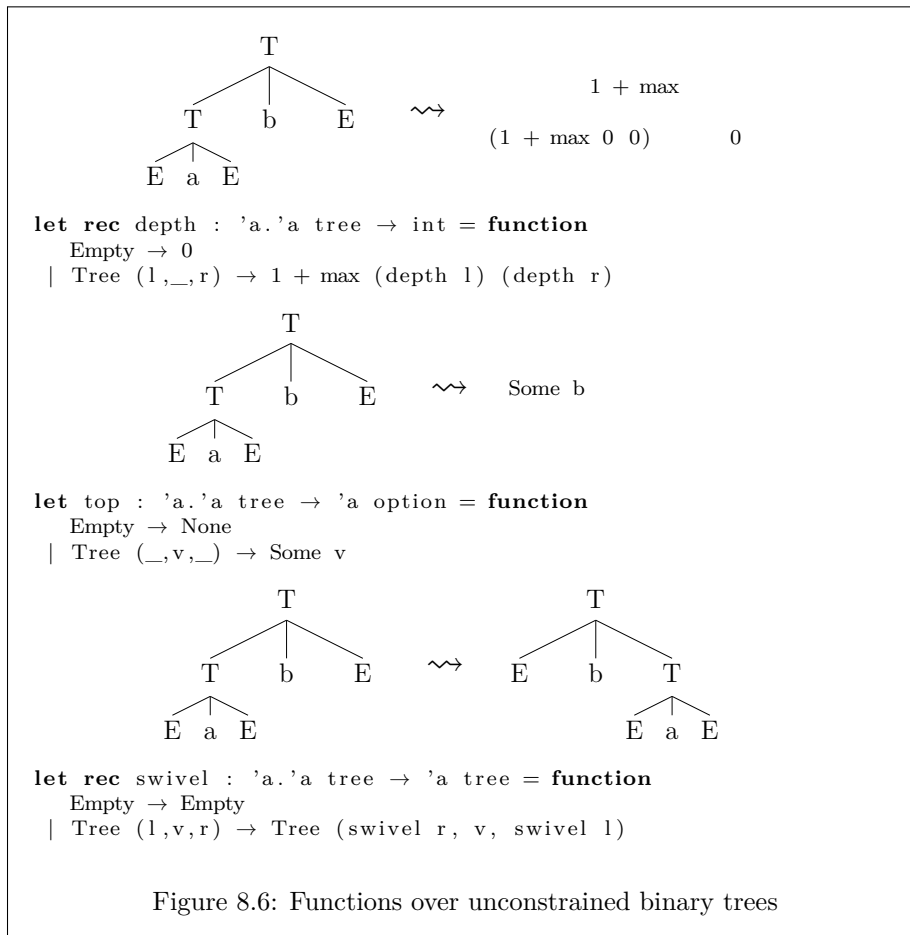 T
1 + max
T b E ⇝
(1 + max 0 0) 0
E a E
let rec depth : 'a.'a tree → int = function
Empty → 0
| Tree (l,_,r) → 1 + max (depth l) (depth r)
T
T b E ⇝ Some b
E a E
let top : 'a.'a tree → 'a option = function
Empty → None
| Tree (_,v,_) → Some v
T T
T b E ⇝ E b T
E a E E a E
let rec swivel : 'a.'a tree → 'a tree = function
Empty → Empty
| Tree (l,v,r) → Tree (swivel r, v, swivel l)
Figure 8.6: Functions over unconstrained binary trees